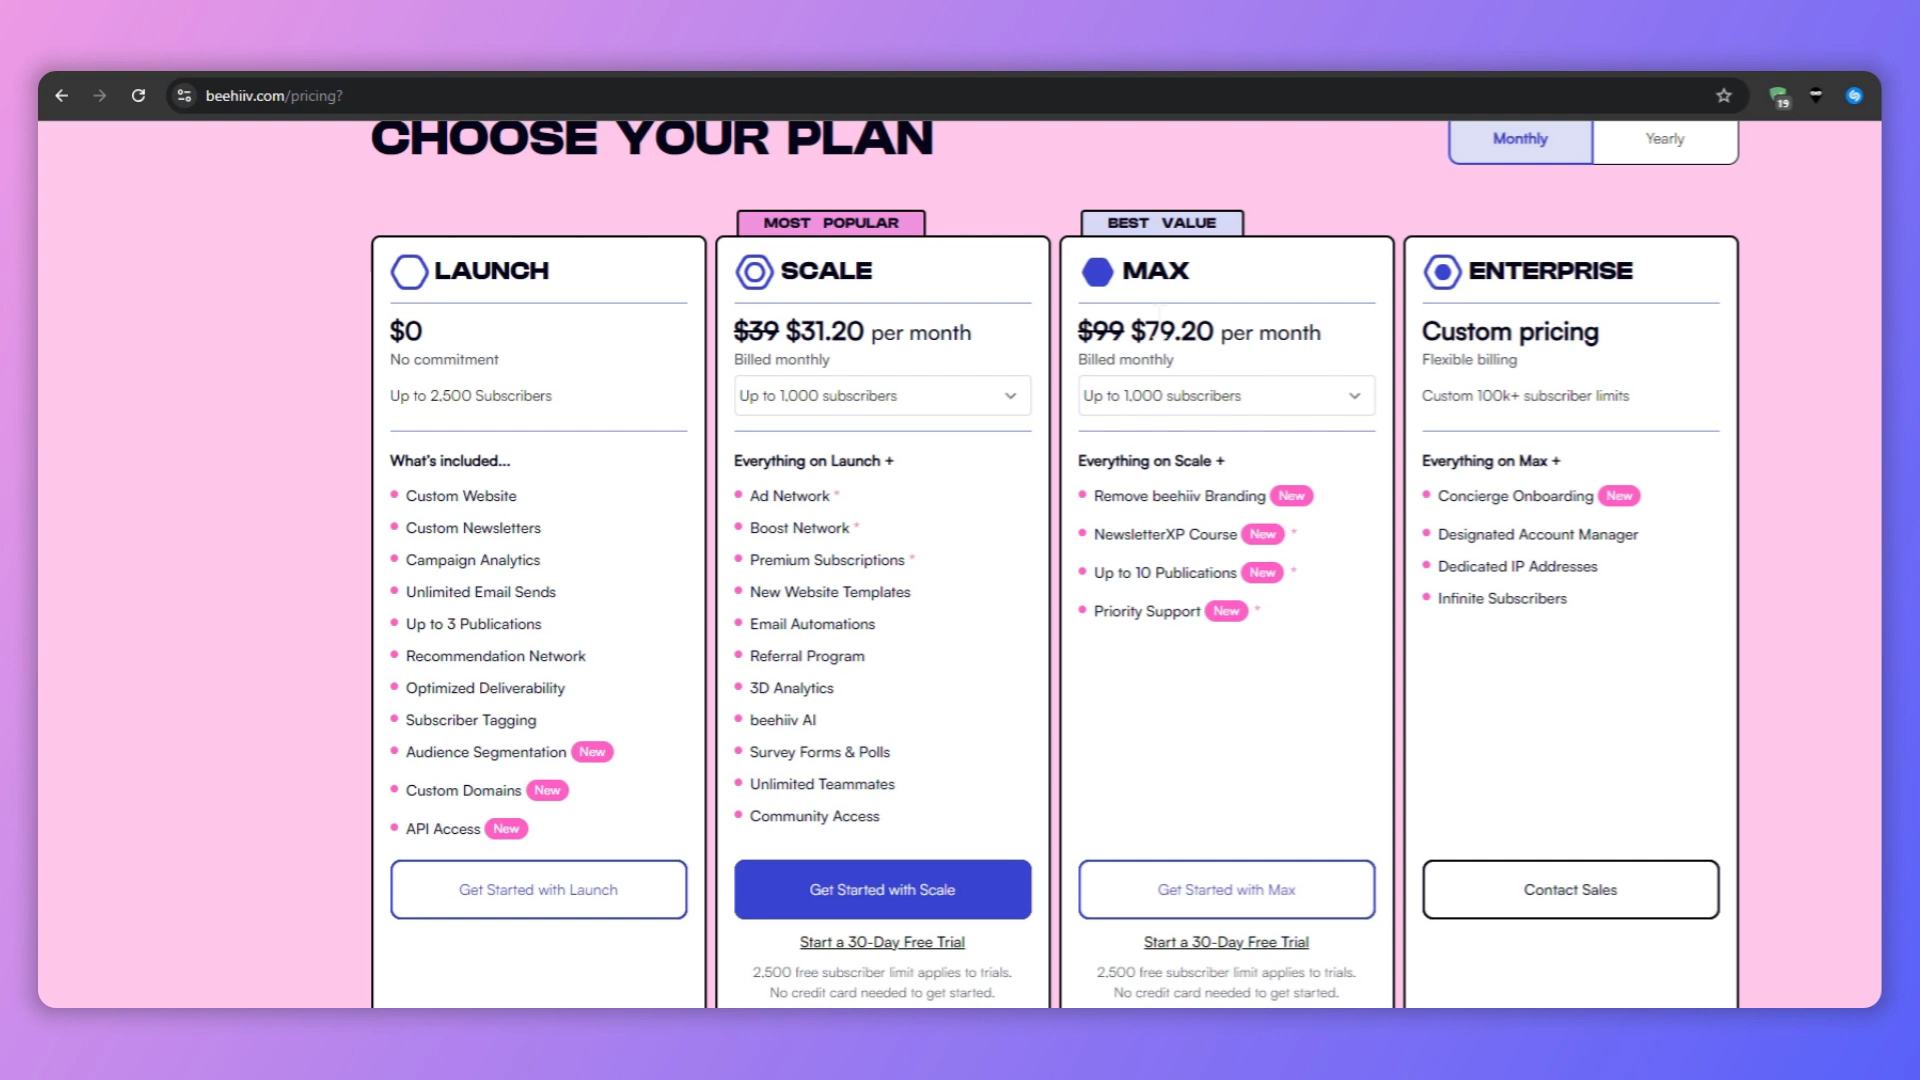 beehiiv.com/pricing?
19
CHOOSE YOUR PLAN
Monthly
Yearly
MOST POPULAR
BEST VALUE
LAUNCH
$0
No commitment
Up to 2,500 Subscribers
What's included...
Custom Website
Custom Newsletters
Campaign Analytics
Unlimited Email Sends
Up to 3 Publications
Recommendation Network
Optimized Deliverability
Subscriber Tagging
Audience Segmentation New
Custom Domains New
API Access New
Get Started with Launch
SCALE
$39 $31.20 per month
Billed monthly
Up to 1,000 subscribers
Everything on Launch +
Ad Network *
Boost Network *
Premium Subscriptions *
New Website Templates
Email Automations
Referral Program
3D Analytics
beehiiv AI
Survey Forms & Polls
Unlimited Teammates
Community Access
Get Started with Scale
Start a 30-Day Free Trial
2,500 free subscriber limit applies to trials.
No credit card needed to get started.
MAX
$99 $79.20 per month
Billed monthly
Up to 1,000 subscribers
Everything on Scale +
Remove beehiiv Branding New
NewsletterXP Course New *
Up to 10 Publications New *
Priority Support New *
Get Started with Max
Start a 30-Day Free Trial
2,500 free subscriber limit applies to trials.
No credit card needed to get started.
ENTERPRISE
Custom pricing
Flexible billing
Custom 100k+ subscriber limits
Everything on Max +
Concierge Onboarding New
Designated Account Manager
Dedicated IP Addresses
Infinite Subscribers
Contact Sales